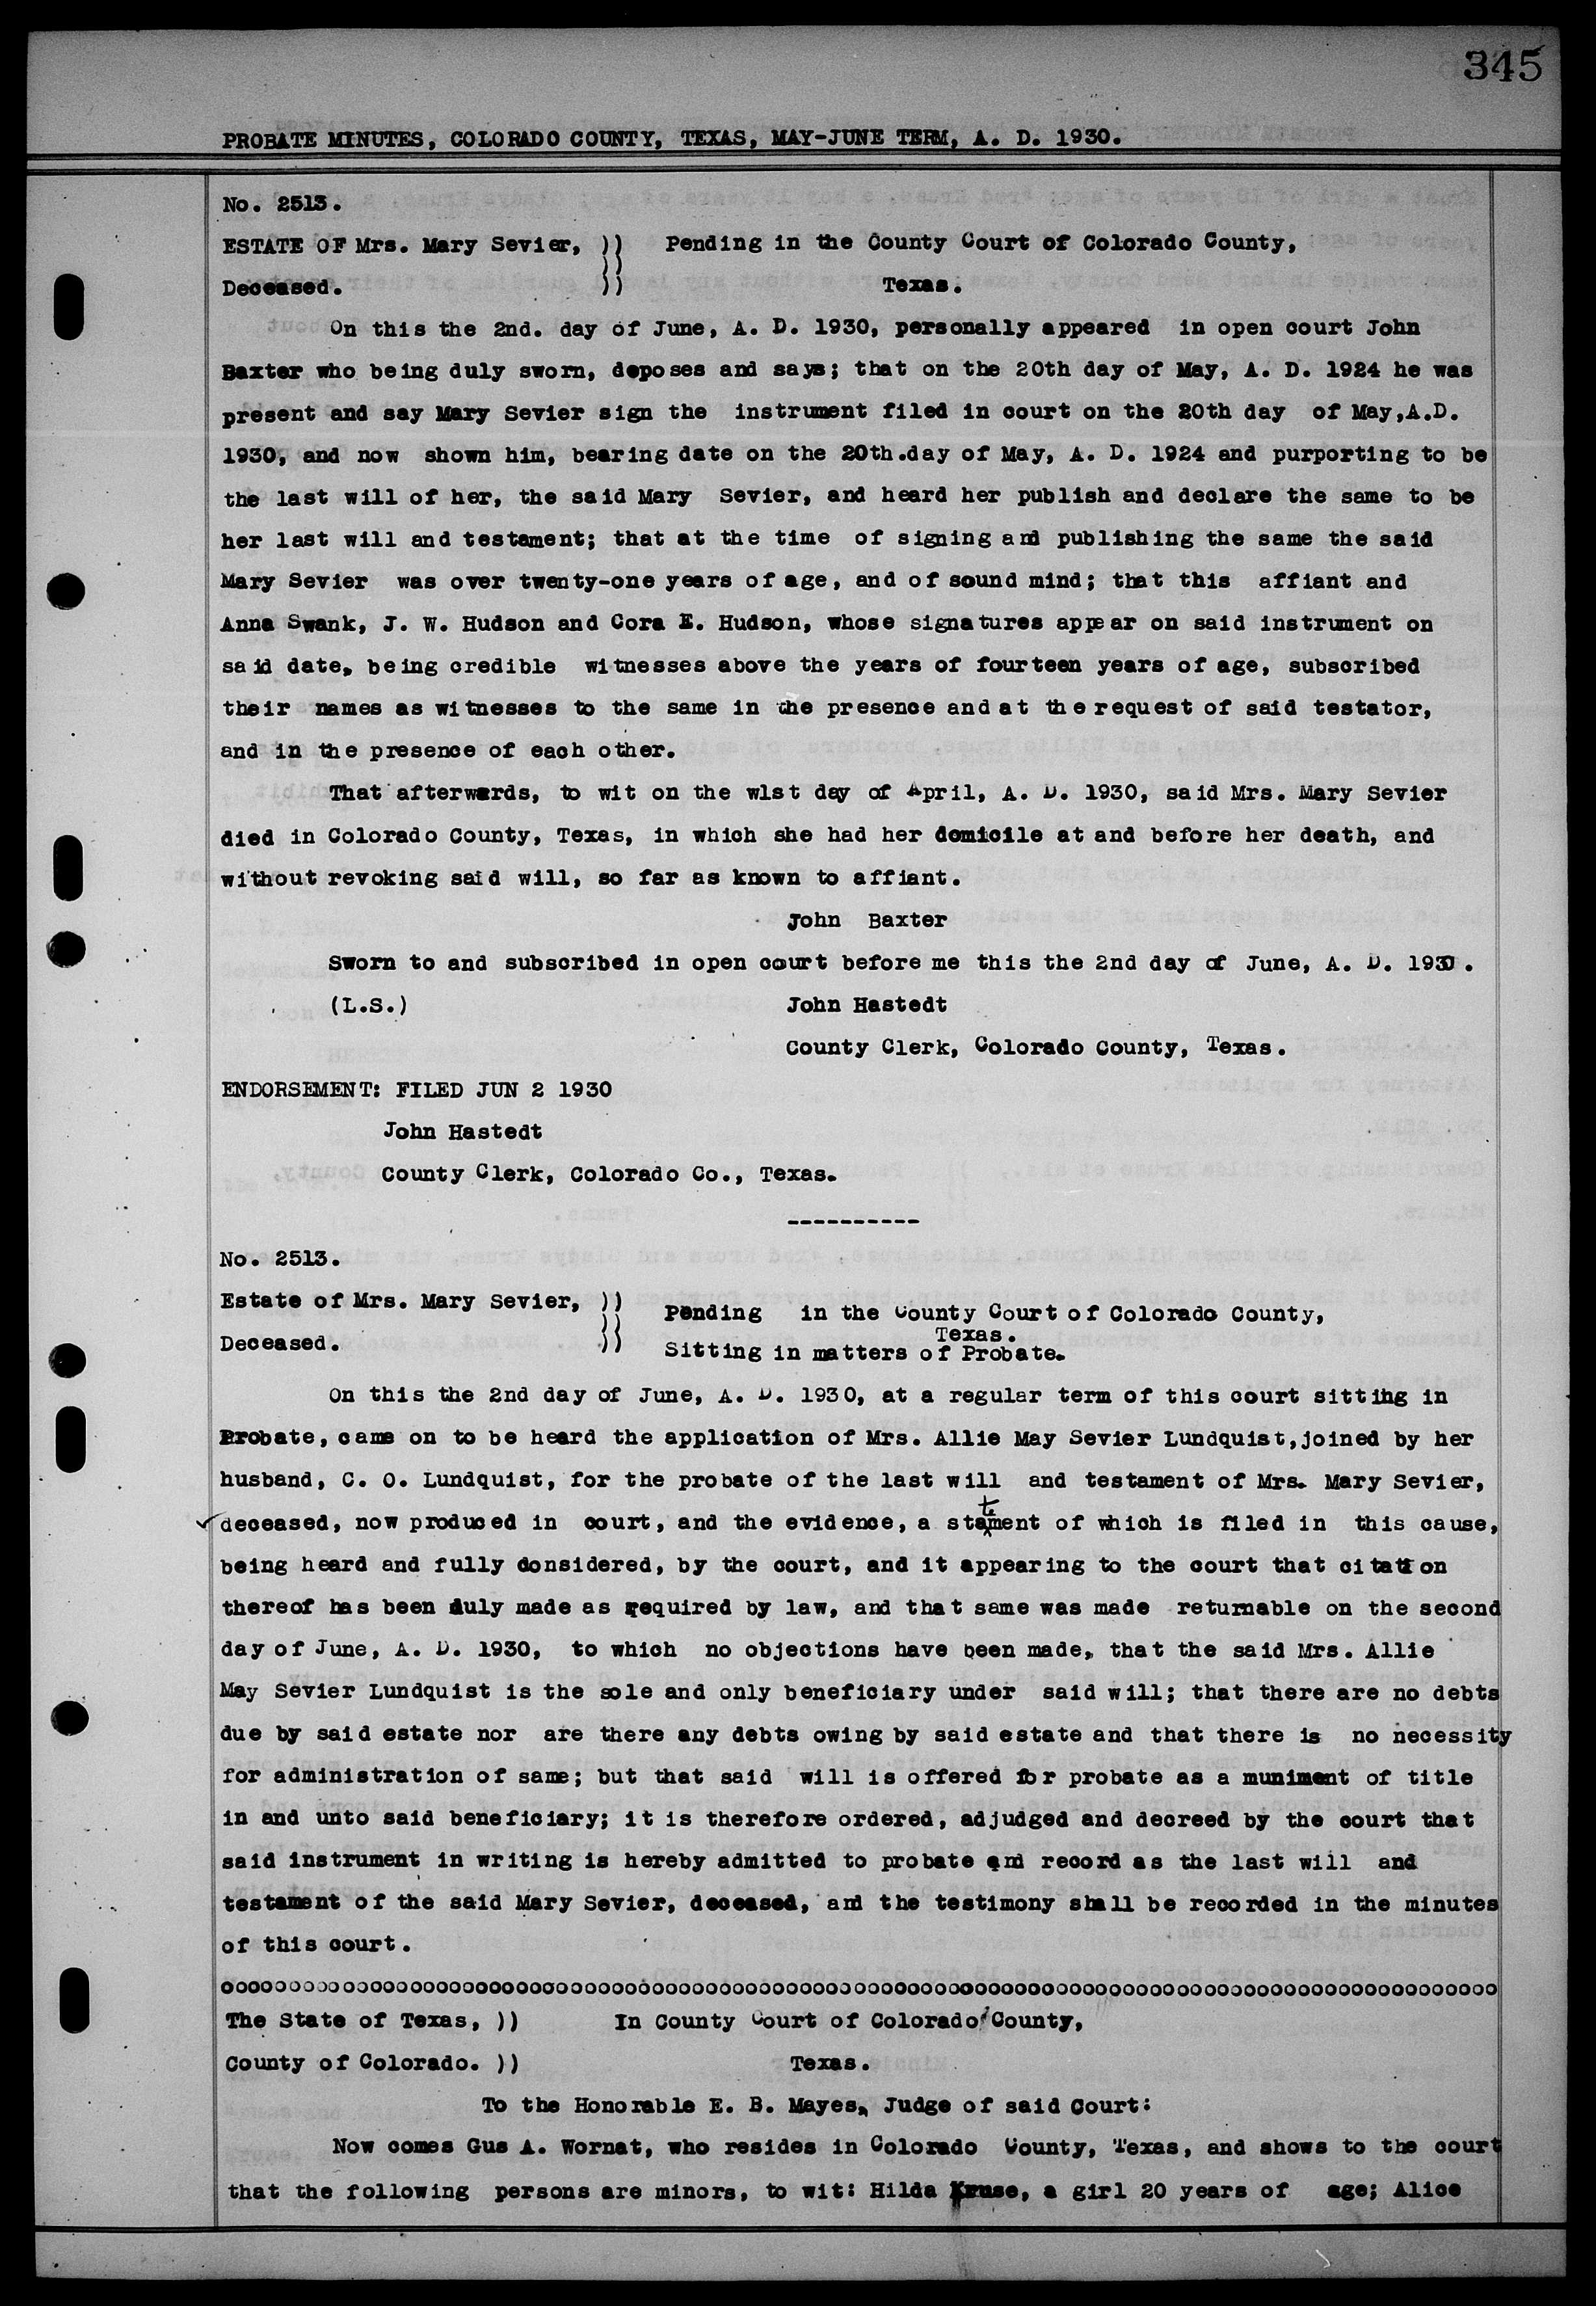 345
PROBATE MINUTES, COLORADO COUNTY, TEXAS, MAY-JUNE TERM, A. D. 1930.
No. 2513.
ESTATE OF Mrs. Mary Sevier, )) Pending in the County Court of Colorado County,
Deceased. )) Texas.
On this the 2nd. day of June, A. D. 1930, personally appeared in open court John
Baxter who being duly sworn, deposes and says; that on the 20th day of May, A. D. 1924 he was
present and say Mary Sevier sign the instrument filed in court on the 20th day of May,A.D.
1930, and now shown him, bearing date on the 20th.day of May, A. D. 1924 and purporting to be
the last will of her, the said Mary Sevier, and heard her publish and declare the same to be
her last will and testament; that at the time of signing and publishing the same the said
Mary Sevier was over twenty-one years of age, and of sound mind; that this affiant and
Anna Swank, J. W. Hudson and Cora E. Hudson, whose signatures appear on said instrument on
said date, being credible witnesses above the years of fourteen years of age, subscribed
their names as witnesses to the same in the presence and at the request of said testator,
and in the presence of each other.
That afterwards, to wit on the wlst day of April, A. D. 1930, said Mrs. Mary Sevier
died in Colorado County, Texas, in which she had her domicile at and before her death, and
without revoking said will, so far as known to affiant.
John Baxter
Sworn to and subscribed in open court before me this the 2nd day of June, A. D. 1930.
(L.S.) John Hastedt
County Clerk, Colorado County, Texas.
ENDORSEMENT: FILED JUN 2 1930
John Hastedt
County Clerk, Colorado Co., Texas.
----------
No. 2513.
Estate of Mrs. Mary Sevier, )) Pending in the County Court of Colorado County,
Texas.
Deceased. )) Sitting in matters of Probate.
On this the 2nd day of June, A. D. 1930, at a regular term of this court sitting in
Probate, came on to be heard the application of Mrs. Allie May Sevier Lundquist,joined by her
husband, C. O. Lundquist, for the probate of the last will and testament of Mrs. Mary Sevier,
deceased, now produced in court, and the evidence, a statement of which is filed in this cause,
being heard and fully considered, by the court, and it appearing to the court that citation
thereof has been duly made as required by law, and that same was made returnable on the second
day of June, A. D. 1930, to which no objections have been made, that the said Mrs. Allie
May Sevier Lundquist is the sole and only beneficiary under said will; that there are no debts
due by said estate nor are there any debts owing by said estate and that there is no necessity
for administration of same; but that said will is offered for probate as a muniment of title
in and unto said beneficiary; it is therefore ordered, adjudged and decreed by the court that
said instrument in writing is hereby admitted to probate and record as the last will and
testament of the said Mary Sevier, deceased, and the testimony shall be recorded in the minutes
of this court.
ooooooooooooooooooooooooooooooooooooooooooooooooooooooooooooooooooooooooooooooooooooooooooooooo
The State of Texas, )) In County Court of Colorado County,
County of Colorado. )) Texas.
To the Honorable E. B. Mayes, Judge of said Court:
Now comes Gus A. Wornat, who resides in Colorado County, Texas, and shows to the court
that the following persons are minors, to wit: Hilda Kruse, a girl 20 years of age; Alice